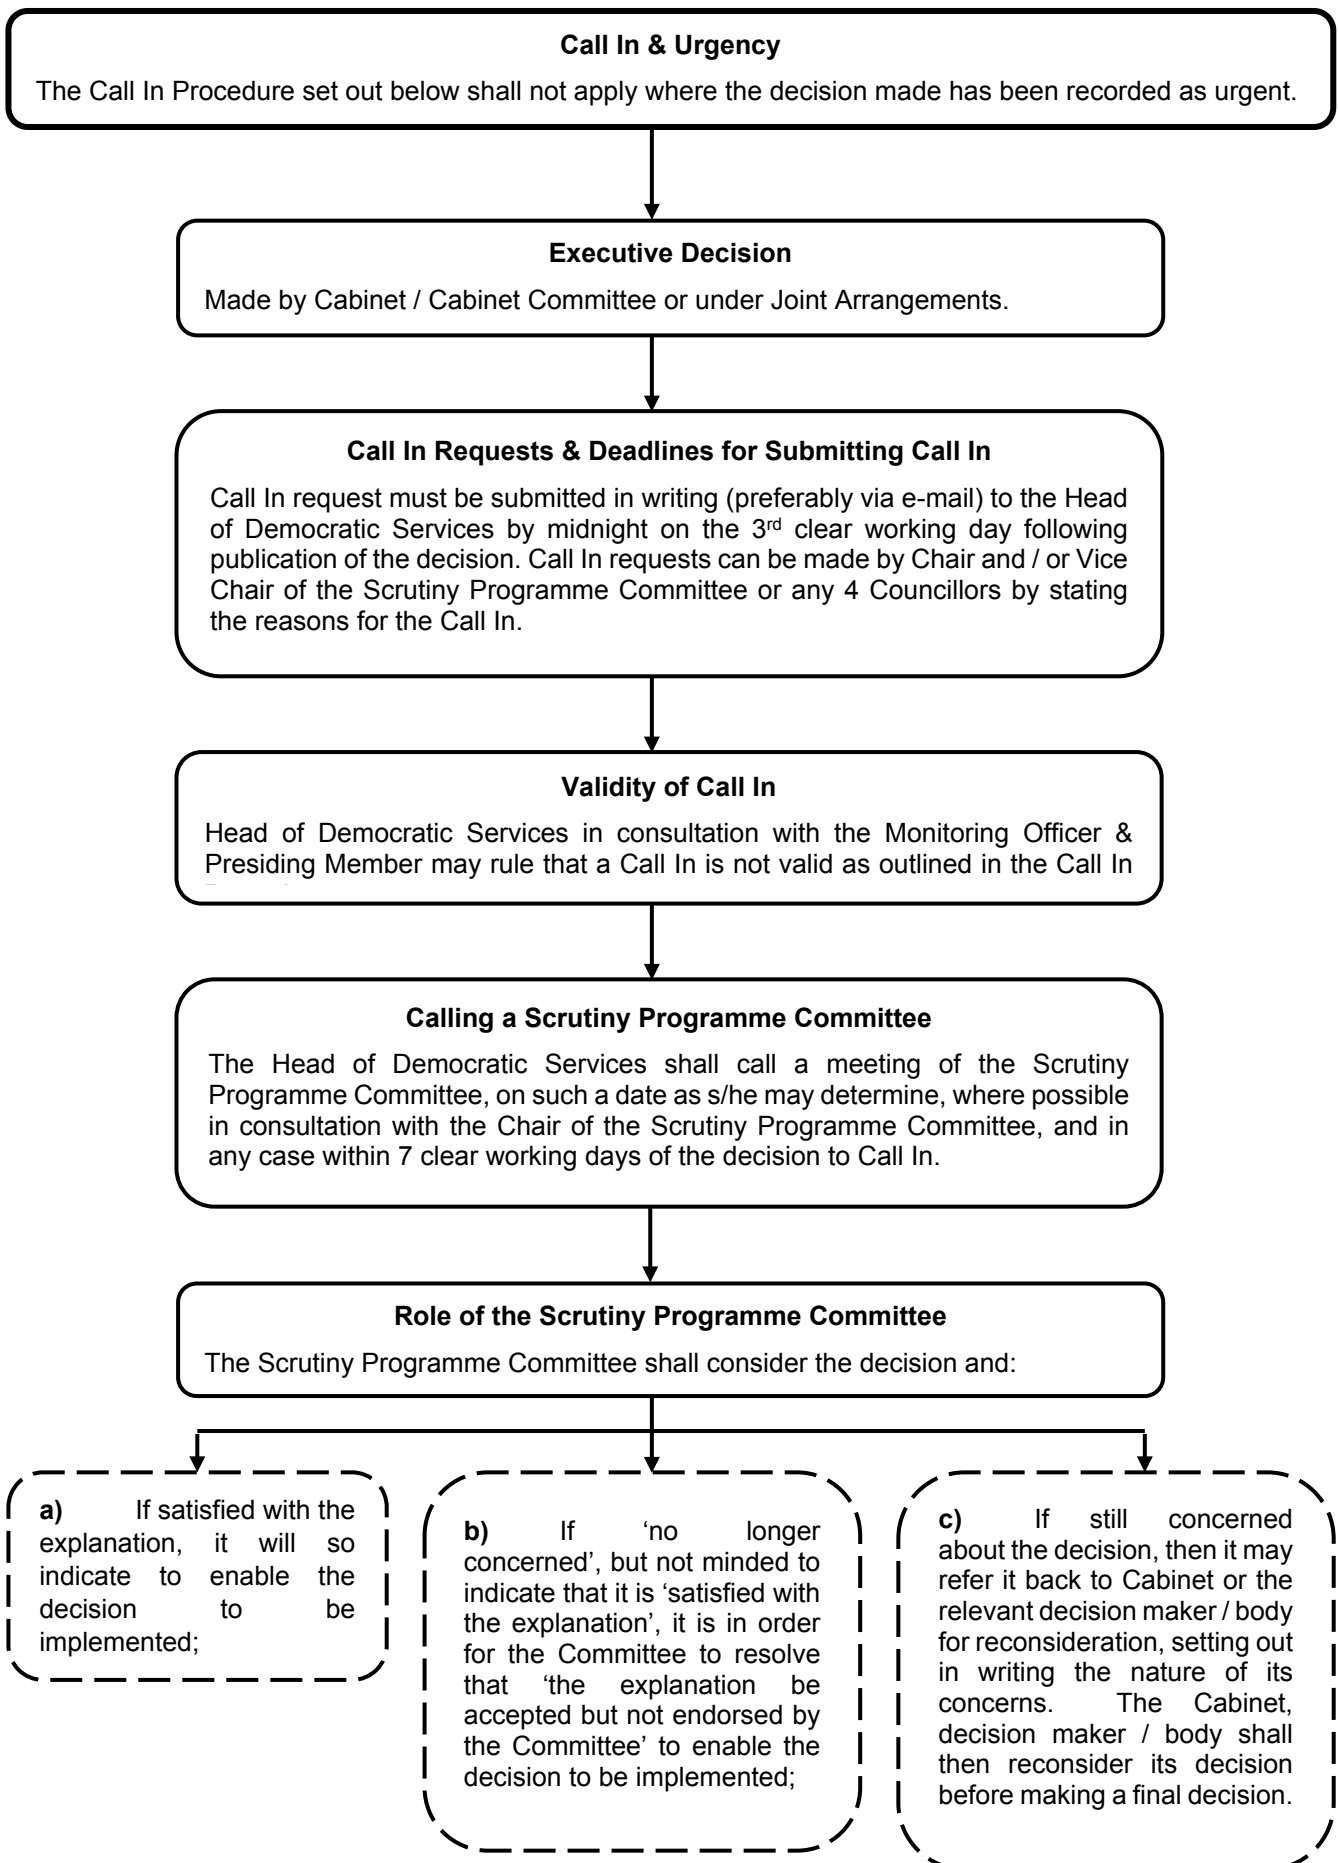 Call In & Urgency
The Call In Procedure set out below shall not apply where the decision made has been recorded as urgent.
Executive Decision
Made by Cabinet / Cabinet Committee or under Joint Arrangements.
Call In Requests & Deadlines for Submitting Call In
Call In request must be submitted in writing (preferably via e-mail) to the Head
of Democratic Services by midnight on the 3rd clear working day following
publication of the decision. Call In requests can be made by Chair and / or Vice
Chair of the Scrutiny Programme Committee or any 4 Councillors by stating
the reasons for the Call In.
Validity of Call In
Head of Democratic Services in consultation with the Monitoring Officer &
Presiding Member may rule that a Call In is not valid as outlined in the Call In
Calling a Scrutiny Programme Committee
The Head of Democratic Services shall call a meeting of the Scrutiny
Programme Committee, on such a date as s/he may determine, where possible
in consultation with the Chair of the Scrutiny Programme Committee, and in
any case within 7 clear working days of the decision to Call In.
Role of the Scrutiny Programme Committee
The Scrutiny Programme Committee shall consider the decision and:
a) If satisfied with the
explanation, it will so
indicate to enable the
decision to be
implemented;
b) If ‘no longer
concerned’, but not minded to
indicate that it is ‘satisfied with
the explanation’, it is in order
for the Committee to resolve
that ‘the explanation be
accepted but not endorsed by
the Committee’ to enable the
decision to be implemented;
c) If still concerned
about the decision, then it may
refer it back to Cabinet or the
relevant decision maker / body
for reconsideration, setting out
in writing the nature of its
concerns. The Cabinet,
decision maker / body shall
then reconsider its decision
before making a final decision.